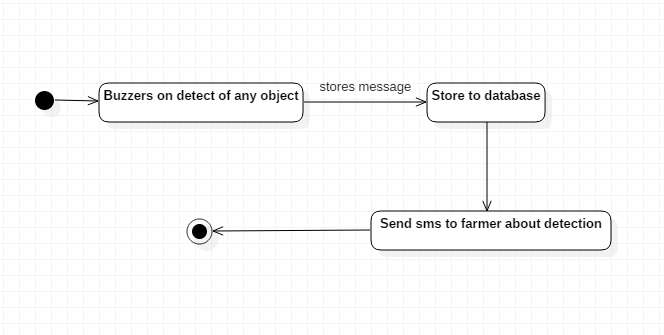 Buzzers on detect of any object
stores message
Store to database
Send sms to farmer about detection